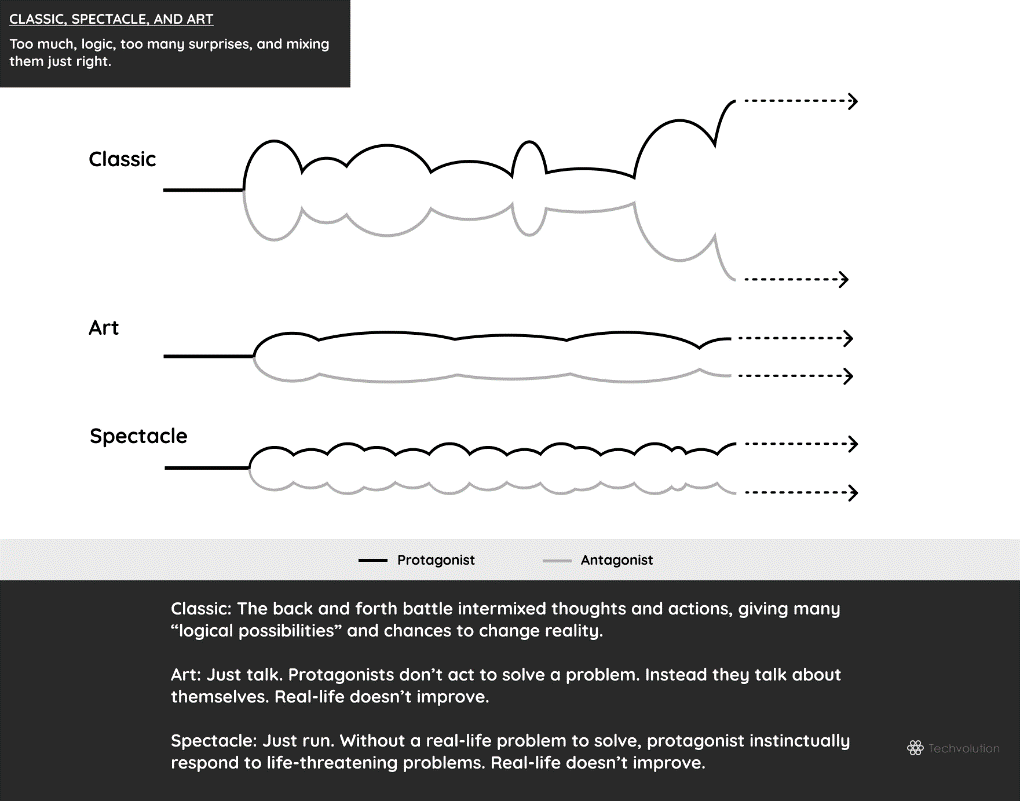 CLASSIC, SPECTACLE, AND ART
Too much, logic, too many surprises, and mixing
them just right.
Classic
Art
Spectacle
Protagonist
Antagonist
Classic: The back and forth battle intermixed thoughts and actions, giving many
“logical possibilities” and chances to change reality.
Art: Just talk. Protagonists don’t act to solve a problem. Instead they talk about
themselves. Real-life doesn’t improve.
Spectacle: Just run. Without a real-life problem to solve, protagonist instinctually
respond to life-threatening problems. Real-life doesn’t improve.
Techvolution